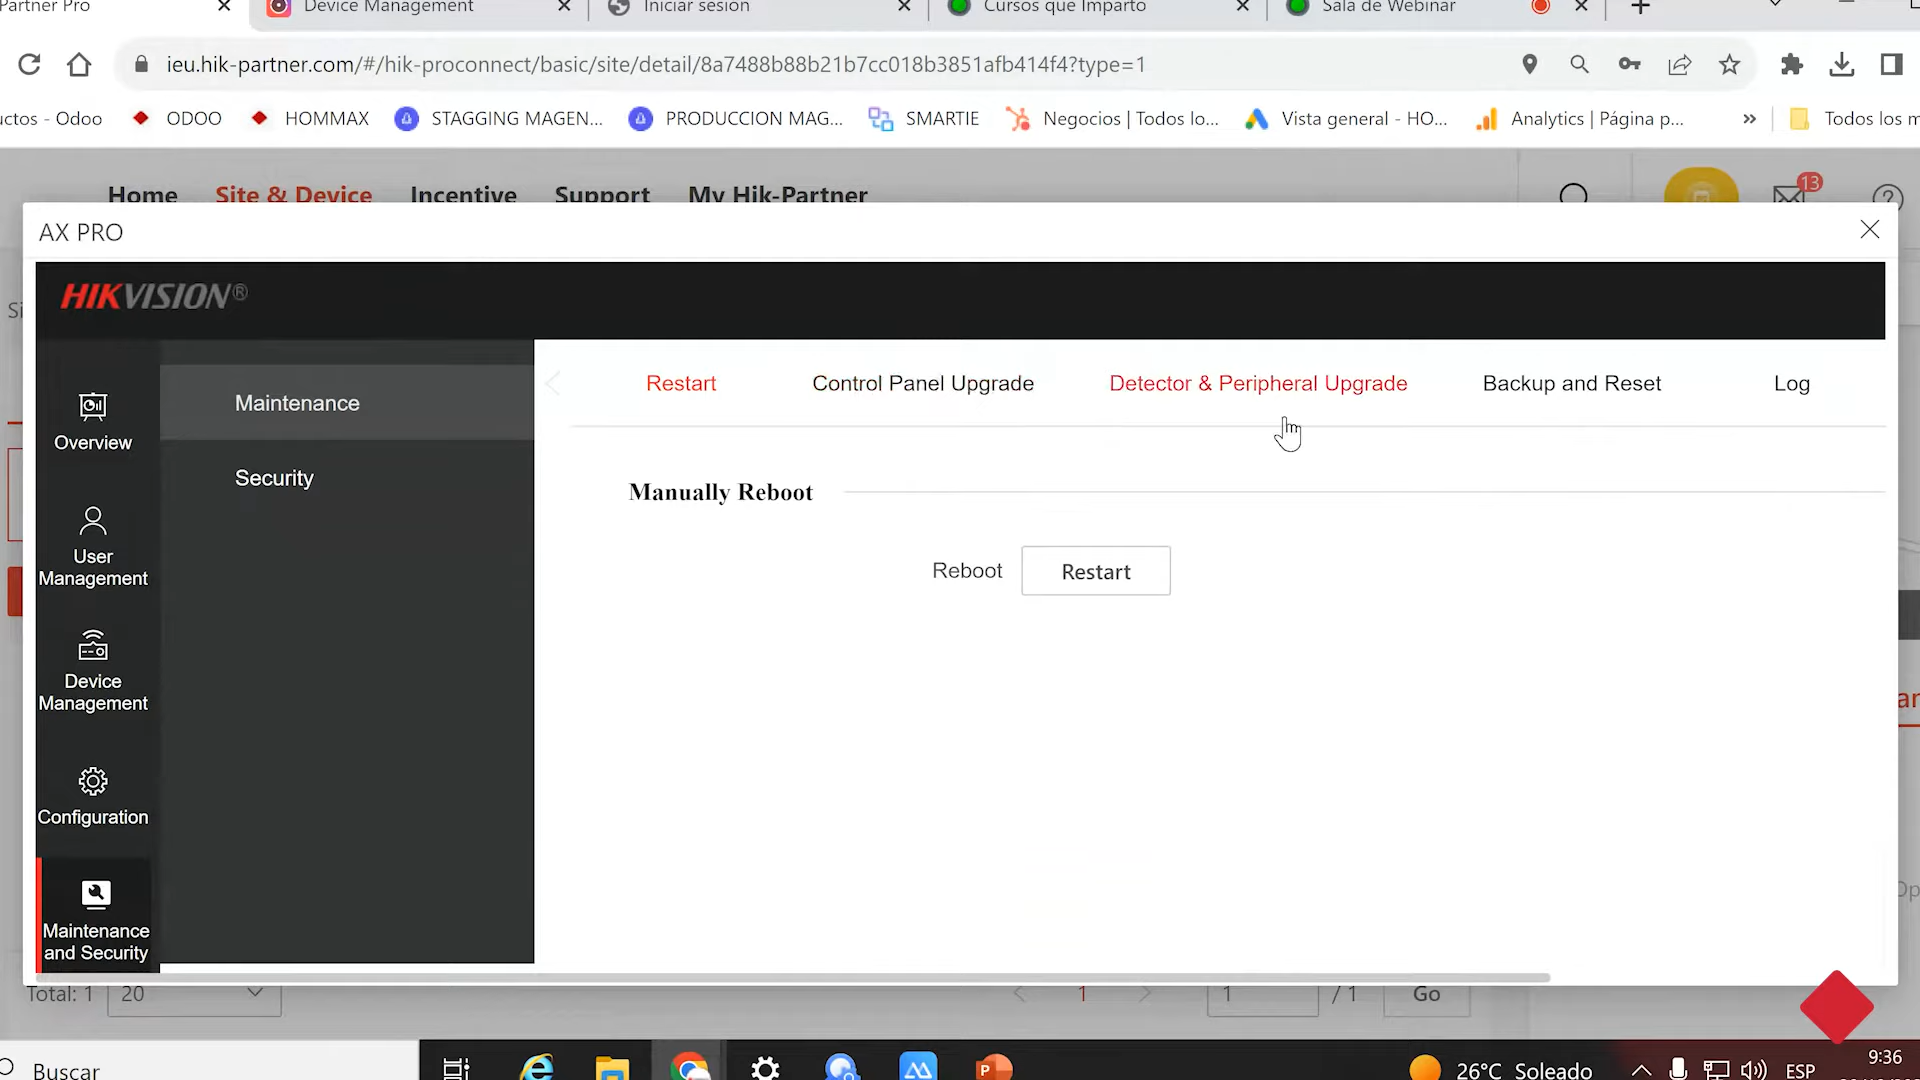 Partner Pro
Device Management
Iniciar sesión
Cursos que Imparto
Sala de Webinar
ieu.hik-partner.com/#/hik-proconnect/basic/site/detail/8a7488b88b21b7cc018b3851afb414f4?type=1
uctos - Odoo
ODOO
HOMMAX
STAGGING MAGEN...
PRODUCCION MAG...
SMARTIE
Negocios | Todos lo...
Vista general - HO...
Analytics | Página p...
»
Todos los m
Home
Site & Device
Incentive
Support
My Hik-Partner
13
AX PRO
HIKVISION®
Overview
User
Management
Device
Management
Configuration
Maintenance
and Security
Maintenance
Security
Restart
Control Panel Upgrade
Detector & Peripheral Upgrade
Backup and Reset
Log
Manually Reboot
Reboot
Restart
Total: 1
20
1
1
/ 1
Go
Buscar
26°C Soleado
ESP
9:36